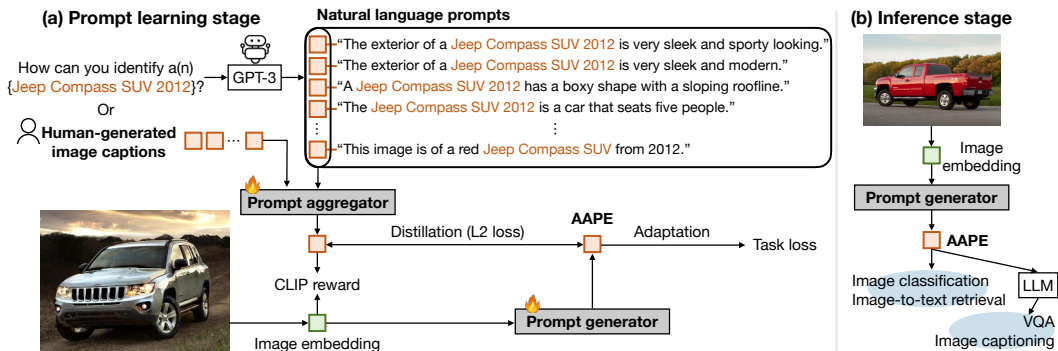 (a) Prompt learning stage
Natural language prompts
How can you identify a(n)
{Jeep Compass SUV 2012}?
GPT-3
Or
Human-generated
image captions
“The exterior of a Jeep Compass SUV 2012 is very sleek and sporty looking.”
“The exterior of a Jeep Compass SUV 2012 is very sleek and modern.”
“A Jeep Compass SUV 2012 has a boxy shape with a sloping roofline.”
“The Jeep Compass SUV 2012 is a car that seats five people.”
“This image is of a red Jeep Compass SUV from 2012.”
Prompt aggregator
AAPE
Distillation (L2 loss)
Adaptation
Task loss
CLIP reward
Prompt generator
Image embedding
(b) Inference stage
Image
embedding
Prompt generator
AAPE
Image classification
Image-to-text retrieval
LLM
VQA
Image captioning